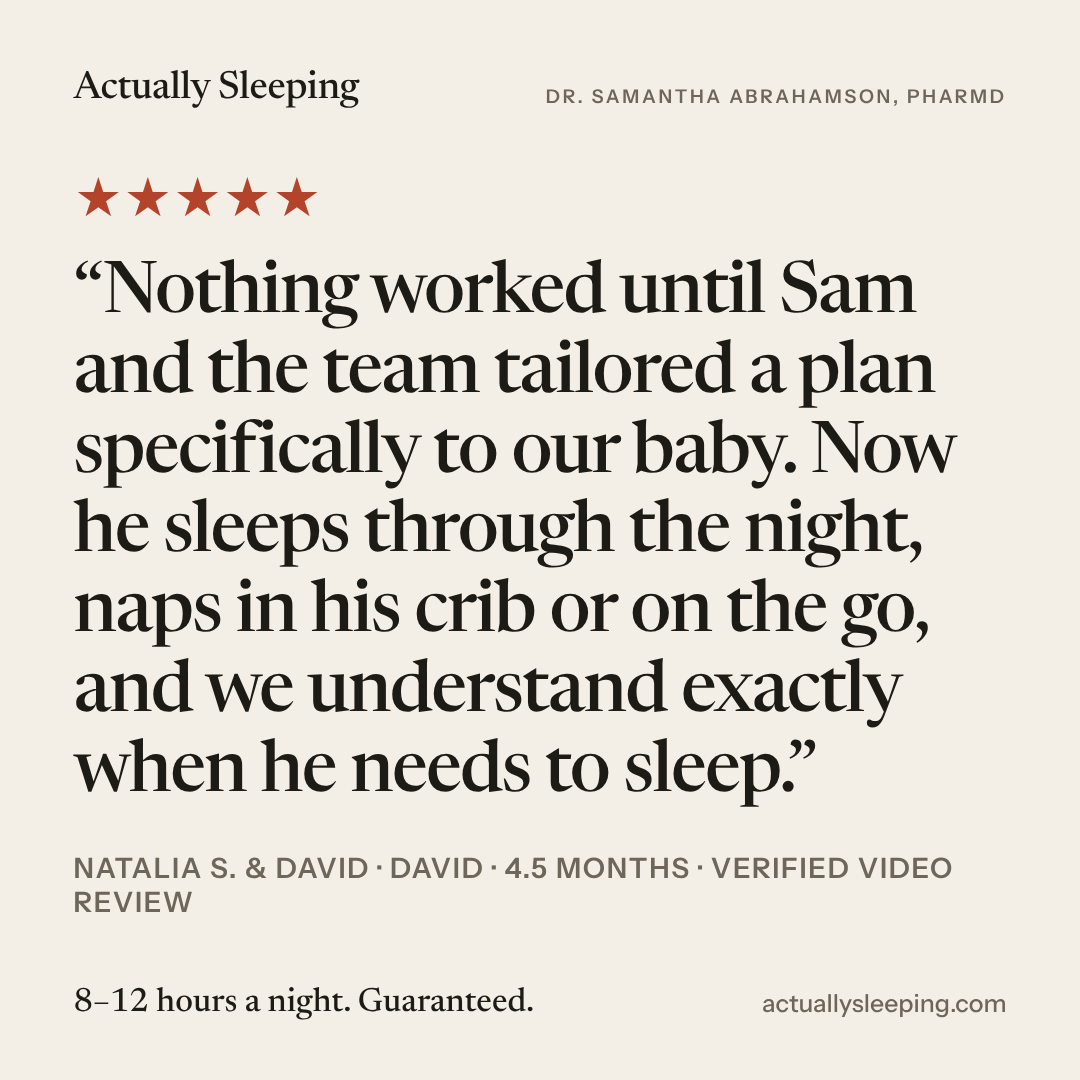 Actually Sleeping
DR. SAMANTHA ABRAHAMSON, PHARMD
★★★★★
“Nothing worked until Sam
and the team tailored a plan
specifically to our baby. Now
he sleeps through the night,
naps in his crib or on the go,
and we understand exactly
when he needs to sleep.”
NATALIA S. & DAVID · DAVID · 4.5 MONTHS · VERIFIED VIDEO
REVIEW
8–12 hours a night. Guaranteed.
actuallysleeping.com